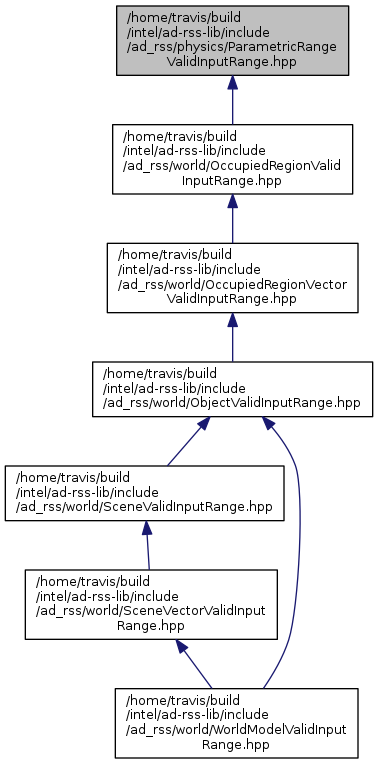 /home/travis/build
/intel/ad-rss-lib/include
/ad_rss/physics/ParametricRange
ValidInputRange.hpp
/home/travis/build
/intel/ad-rss-lib/include
/ad_rss/world/OccupiedRegionValid
InputRange.hpp
/home/travis/build
/intel/ad-rss-lib/include
/ad_rss/world/OccupiedRegionVector
ValidInputRange.hpp
/home/travis/build
/intel/ad-rss-lib/include
/ad_rss/world/ObjectValidInputRange.hpp
/home/travis/build
/intel/ad-rss-lib/include
/ad_rss/world/SceneValidInputRange.hpp
/home/travis/build
/intel/ad-rss-lib/include
/ad_rss/world/SceneVectorValidInput
Range.hpp
/home/travis/build
/intel/ad-rss-lib/include
/ad_rss/world/WorldModelValidInput
Range.hpp